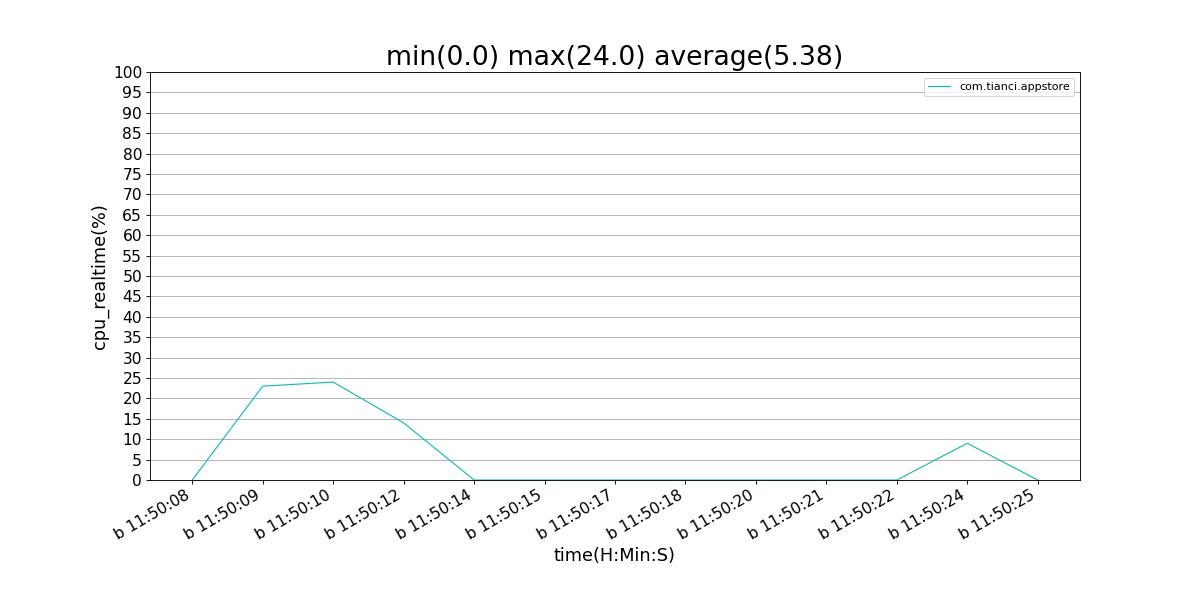 min(0.0) max(24.0) average(5.38)
100
95
90
85
80
75
70
65
60
55
50
45
40
35
30
25
20
15
10
5
0
cpu_realtime(%)
com.tianci.appstore
b 11:50:08
b 11:50:09
b 11:50:10
b 11:50:12
b 11:50:14
b 11:50:15
b 11:50:17
b 11:50:18
b 11:50:20
b 11:50:21
b 11:50:22
b 11:50:24
b 11:50:25
time(H:Min:S)